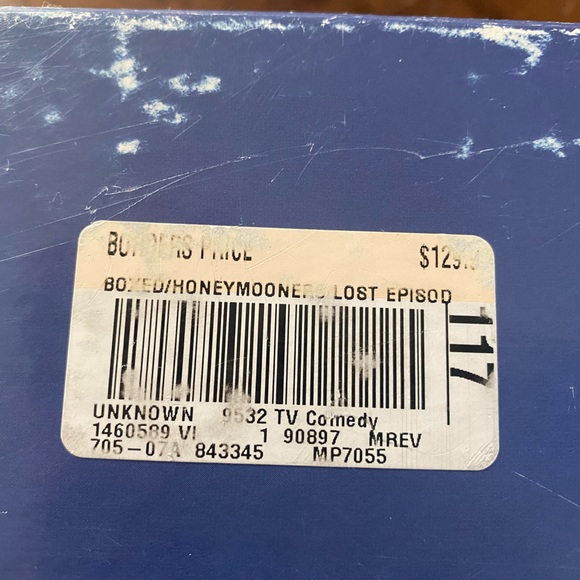 BORDERS PRICE $129.9
BOXED/HONEYMOONERS LOST EPISOD
117
UNKNOWN 9532 TV Comedy
1460589 VI 1 90897 MREV
705-07A 843345 MP7055